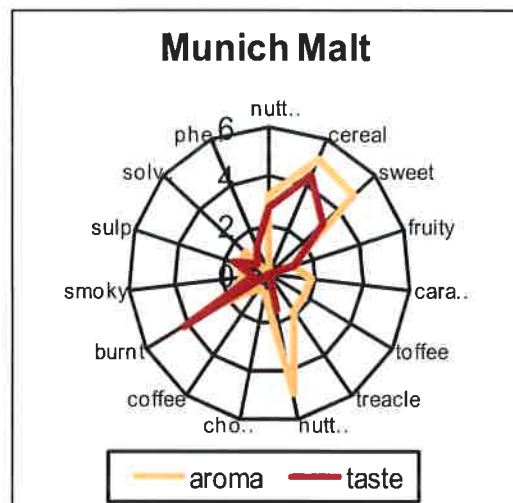 Munich Malt
nutt..
cereal
sweet
fruity
cara..
toffee
treacle
nutt..
cho..
coffee
burnt
smoky
sulp
solv.
phe
6
4
2
0
aroma
taste